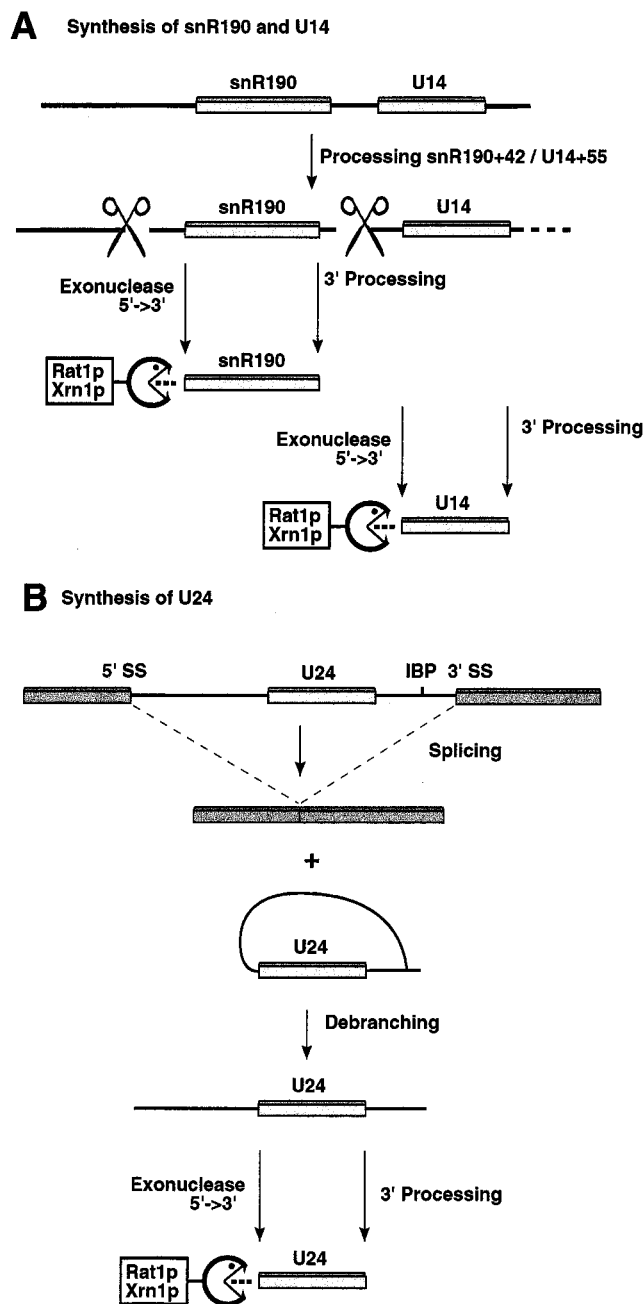 A Synthesis of snR190 and U14
snR190 U14
Processing snR190+42 / U14+55
snR190 U14
Exonuclease
5'->3'
3' Processing
snR190
Rat1p
Xrn1p
Exonuclease
5'->3'
3' Processing
U14
Rat1p
Xrn1p
B Synthesis of U24
5' SS U24 IBP 3' SS
Splicing
+
U24
Debranching
U24
Exonuclease
5'->3'
3' Processing
U24
Rat1p
Xrn1p